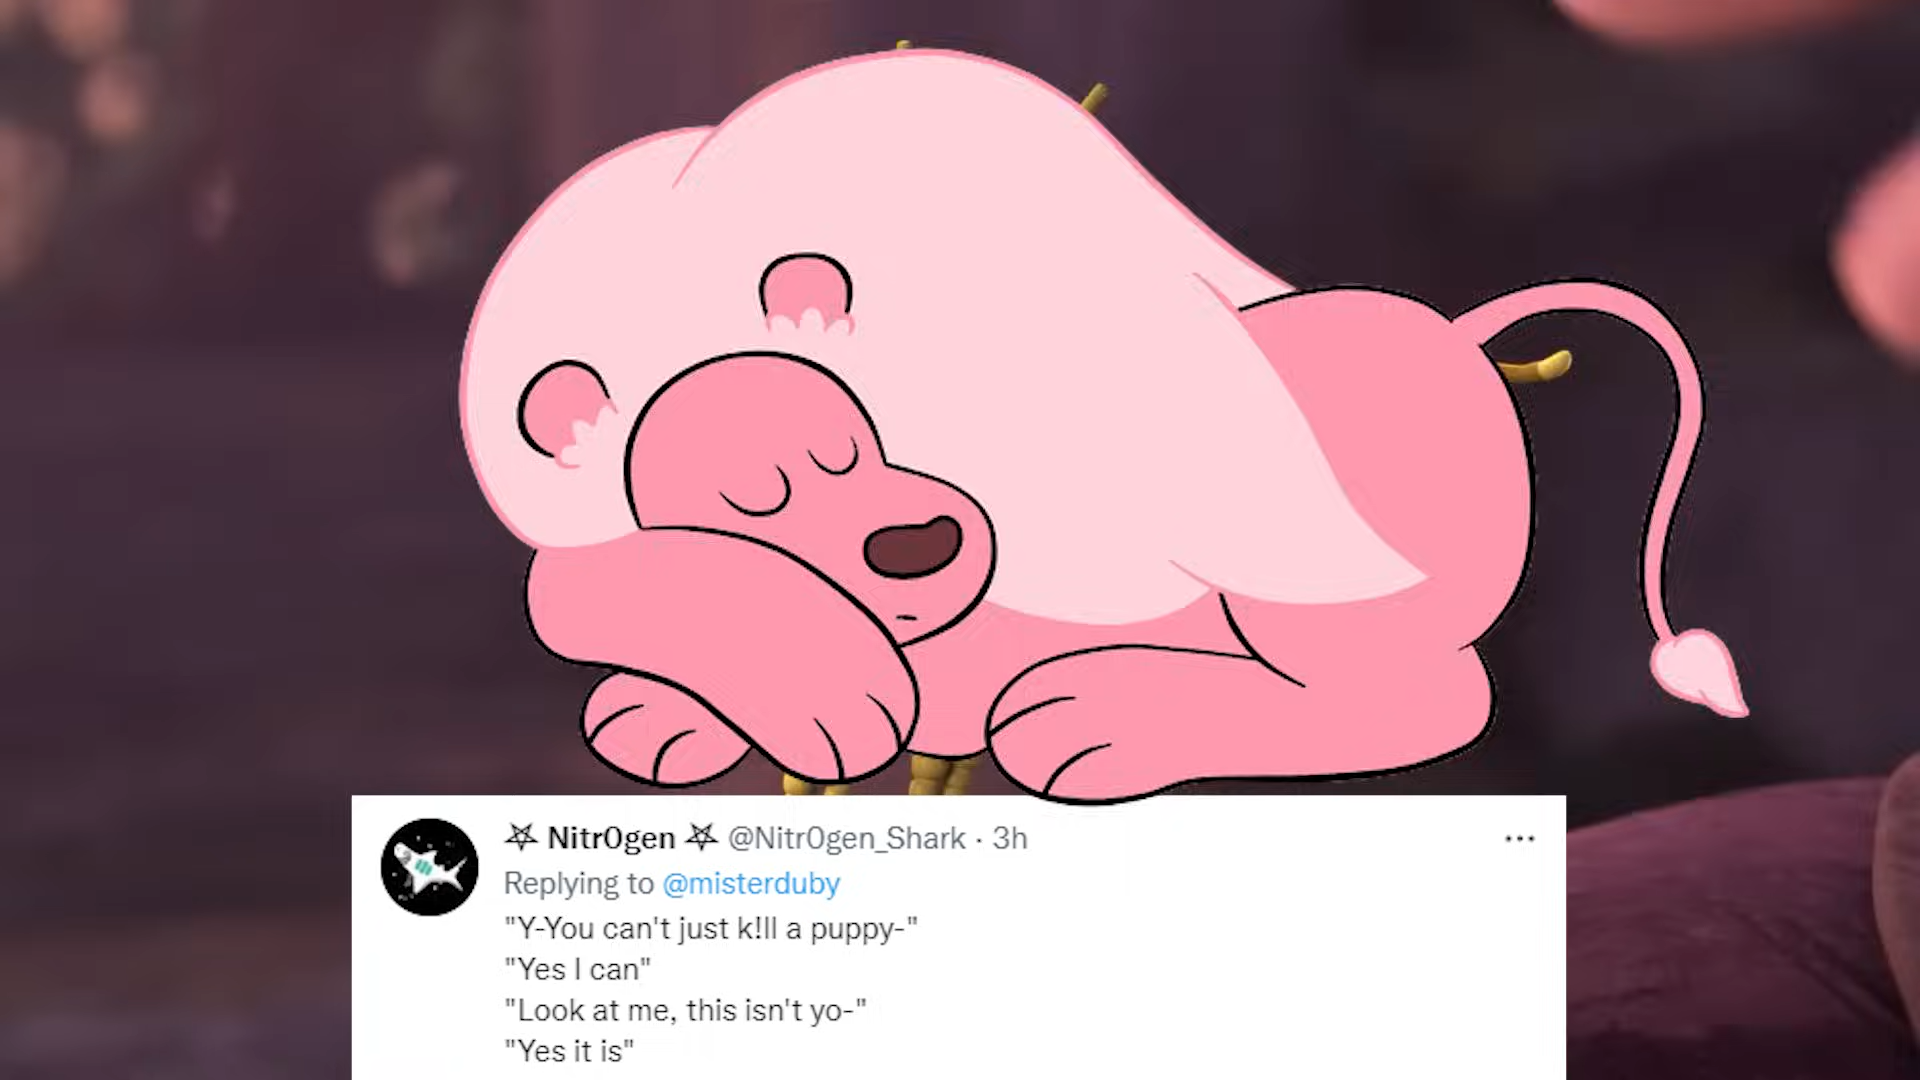 ⛧ Nitr0gen ⛧ @Nitr0gen_Shark · 3h
Replying to @misterduby
"Y-You can't just k!ll a puppy-"
"Yes I can"
"Look at me, this isn't yo-"
"Yes it is"